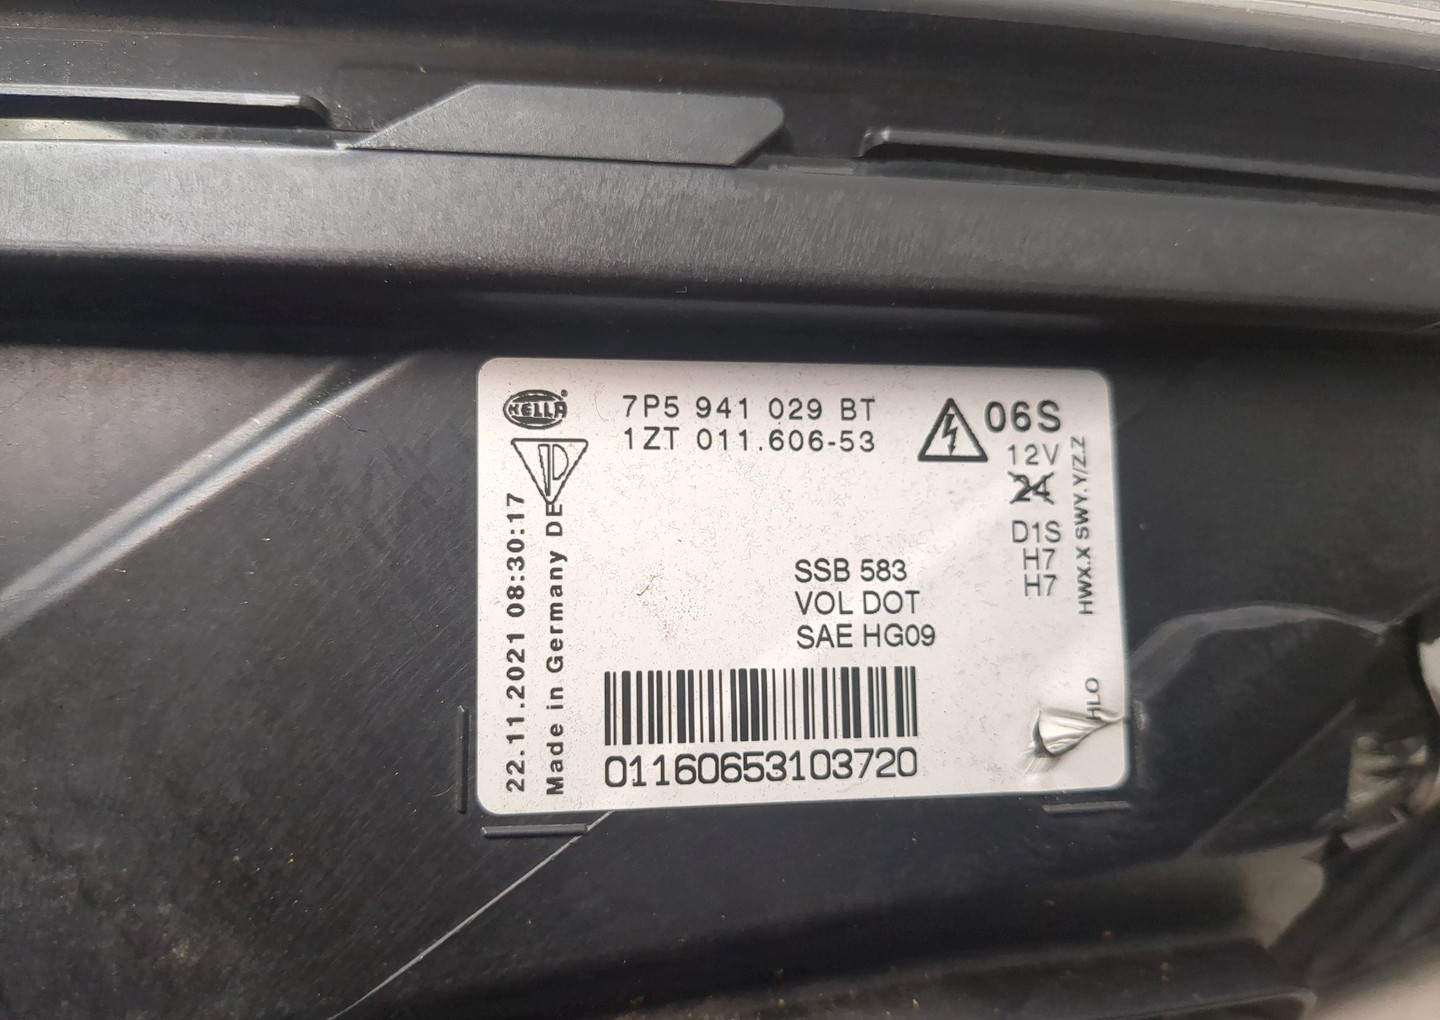 HELLA®
7P5 941 029 BT
1ZT 011.606-53
06S
12V
24
D1S
H7
H7
HWX.X SWY.Y/Z.Z
22.11.2021 08:30:17
Made in Germany DE
SSB 583
VOL DOT
SAE HG09
HLO
01160653103720